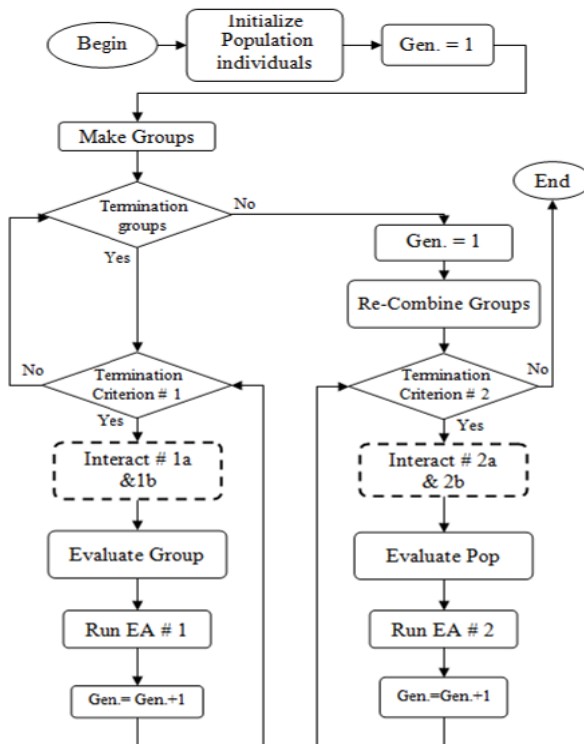 Begin
Initialize
Population
individuals
Gen. = 1
Make Groups
Termination
groups
No
Yes
End
Gen. = 1
Re-Combine Groups
No
Termination
Criterion # 1
Yes
Termination
Criterion # 2
No
Yes
Interact # 1a
&1b
Interact # 2a
& 2b
Evaluate Group
Evaluate Pop
Run EA # 1
Run EA # 2
Gen.= Gen.+1
Gen.=Gen.+1